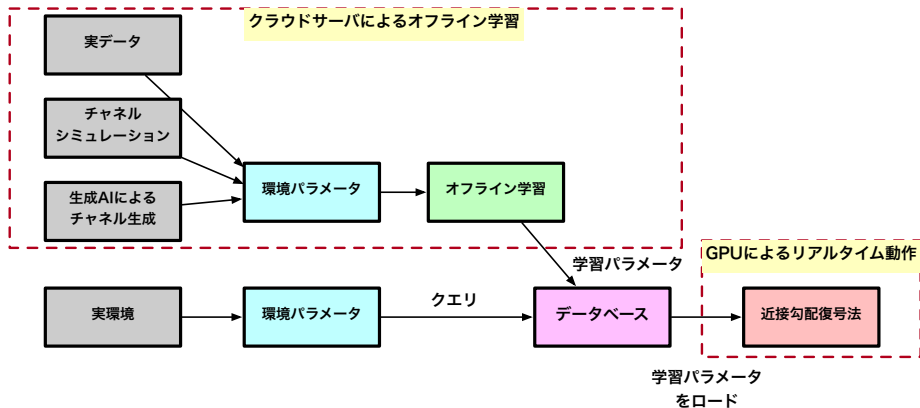 クラウドサーバによるオフライン学習
実データ
チャネル
シミュレーション
生成AIによる
チャネル生成
環境パラメータ
オフライン学習
学習パラメータ
GPUによるリアルタイム動作
実環境
環境パラメータ
クエリ
データベース
近接勾配復号法
学習パラメータ
をロード